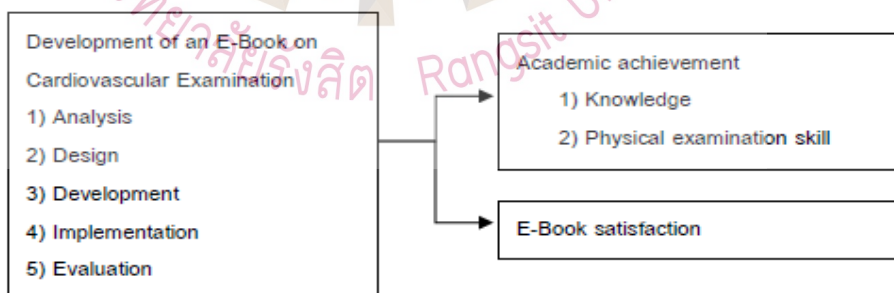 Development of an E-Book on
Cardiovascular Examination
1) Analysis
2) Design
3) Development
4) Implementation
5) Evaluation
Academic achievement
1) Knowledge
2) Physical examination skill
E-Book satisfaction
Rangsit